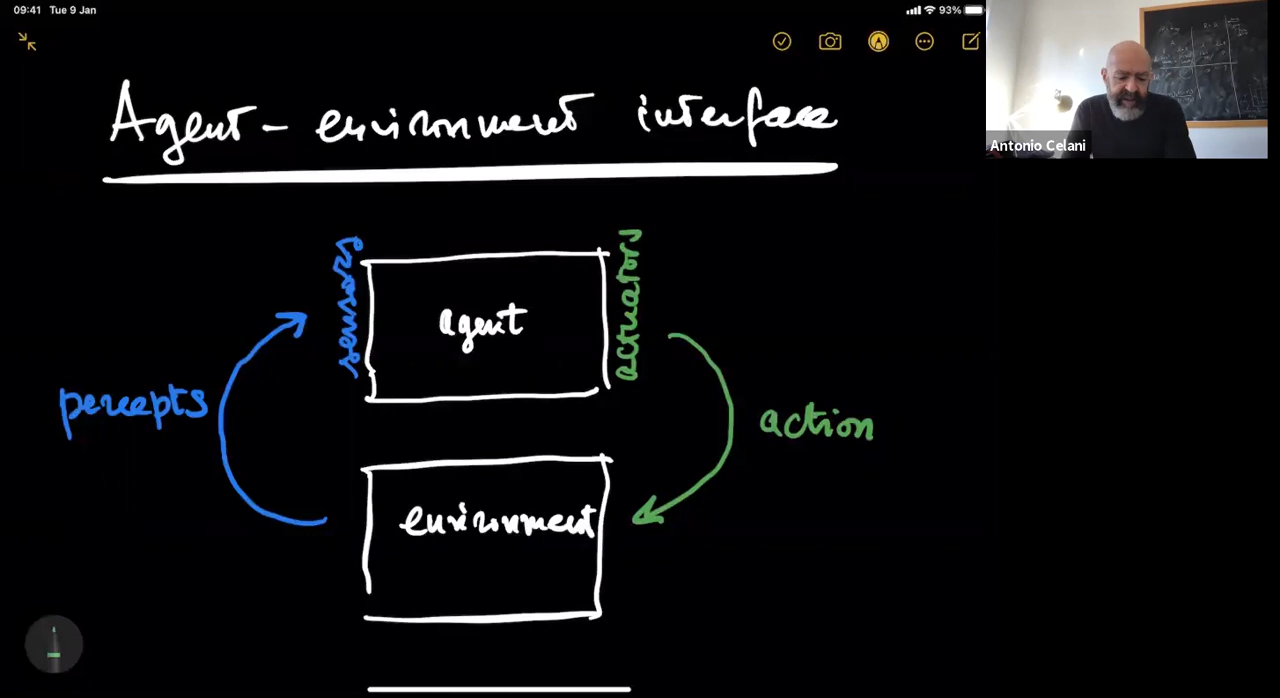 09:41 Tue 9 Jan
93%
Antonio Celani
Agent - environment interface
sensors
actuators
agent
percepts
action
environment